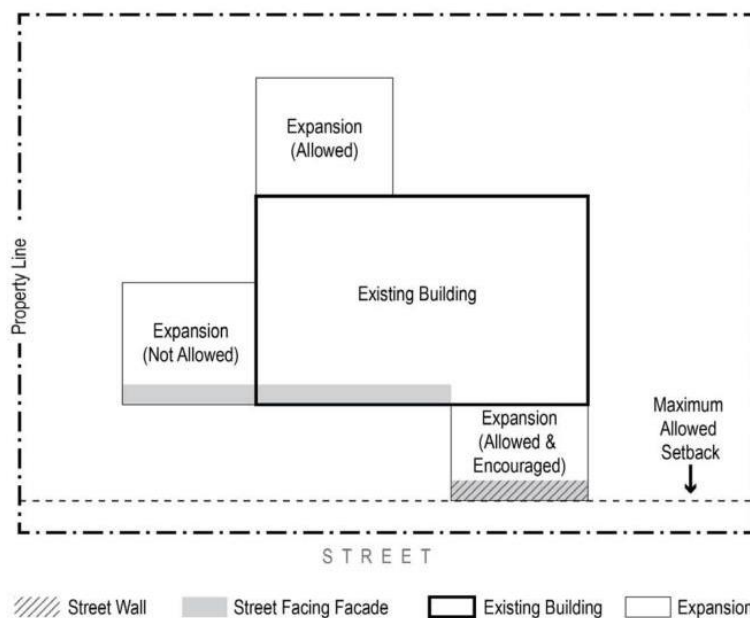 Expansion
(Allowed)
Property Line
Existing Building
Expansion
(Not Allowed)
Expansion
(Allowed &
Encouraged)
Maximum
Allowed
Setback
STREET
Street Wall
Street Facing Facade
Existing Building
Expansion